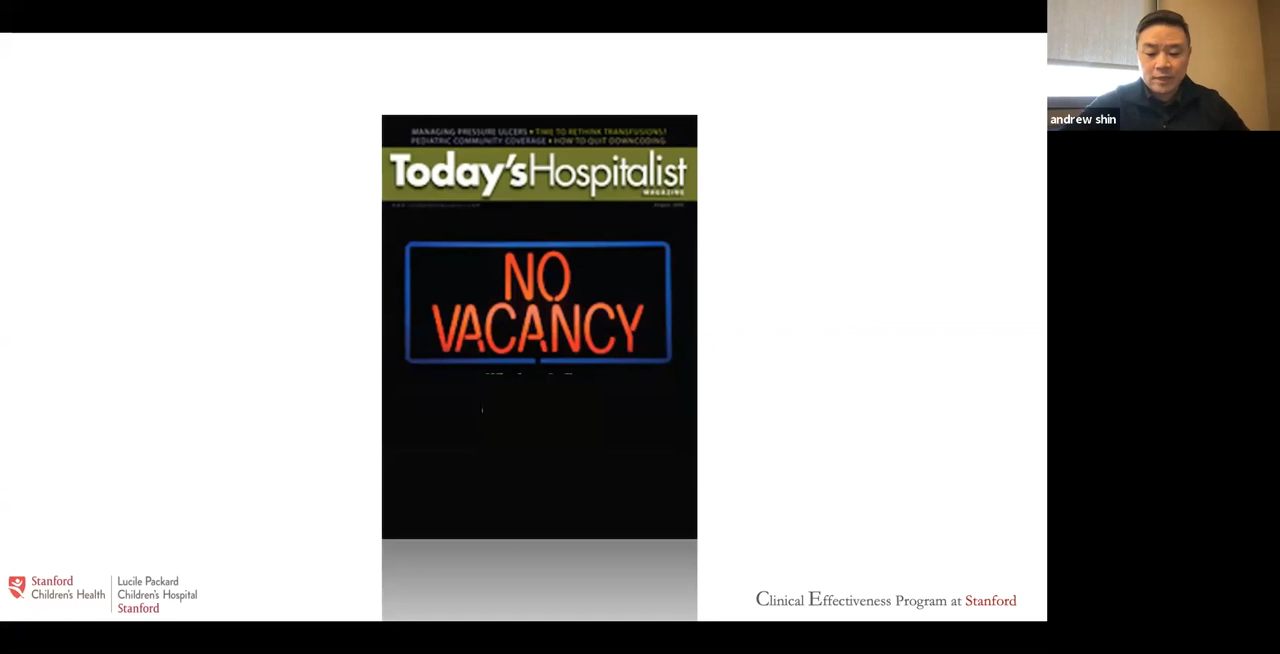 MANAGING PRESSURE ULCERS • TIME TO RETHINK TRANSFUSIONS?
PEDIATRIC COMMUNITY COVERAGE • HOW TO QUIT DOWNCODING
Today'sHospitalist
MAGAZINE
NO
VACANCY
andrew shin
Stanford
Children's Health
Lucile Packard
Children's Hospital
Stanford
Clinical Effectiveness Program at Stanford